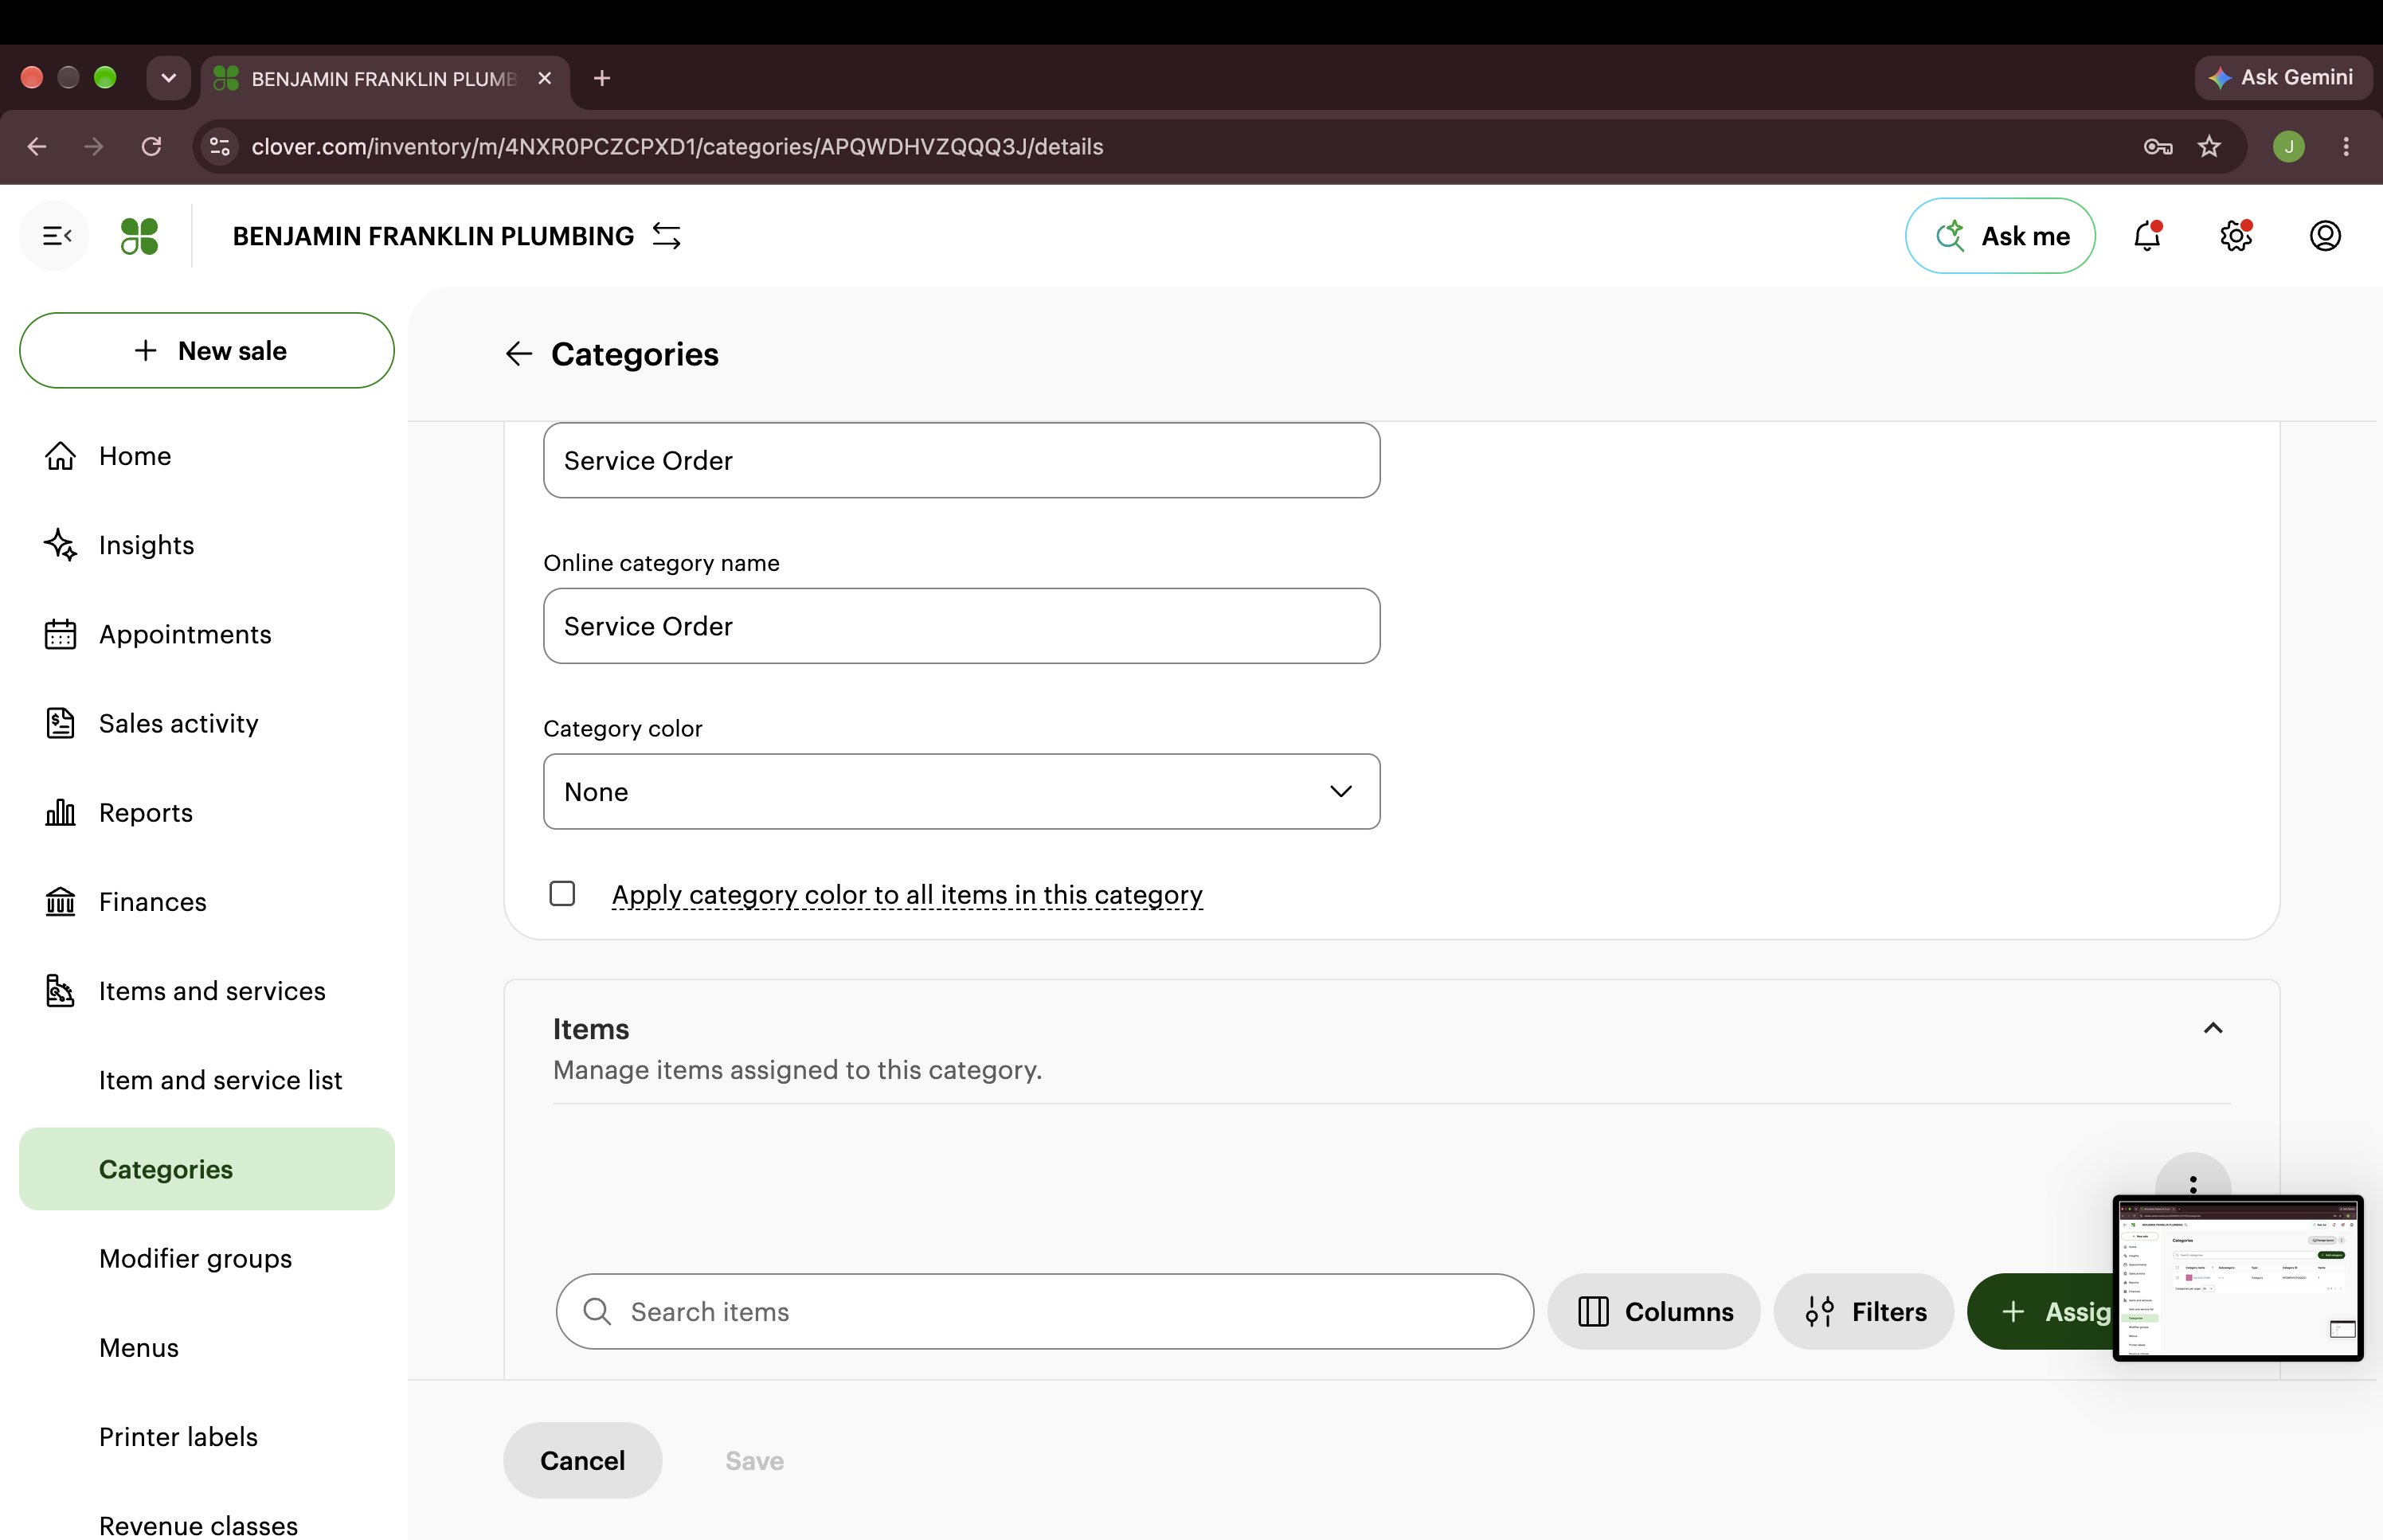 BENJAMIN FRANKLIN PLUMB
Ask Gemini
clover.com/inventory/m/4NXR0PCZCPXD1/categories/APQWDHVZQQQ3J/details
J
BENJAMIN FRANKLIN PLUMBING
Ask me
New sale
Home
Insights
Appointments
Sales activity
Reports
Finances
Items and services
Item and service list
Categories
Modifier groups
Menus
Printer labels
Revenue classes
Categories
Service Order
Online category name
Service Order
Category color
None
Apply category color to all items in this category
Items
Manage items assigned to this category.
Search items
Columns
Filters
Assig
Cancel
Save